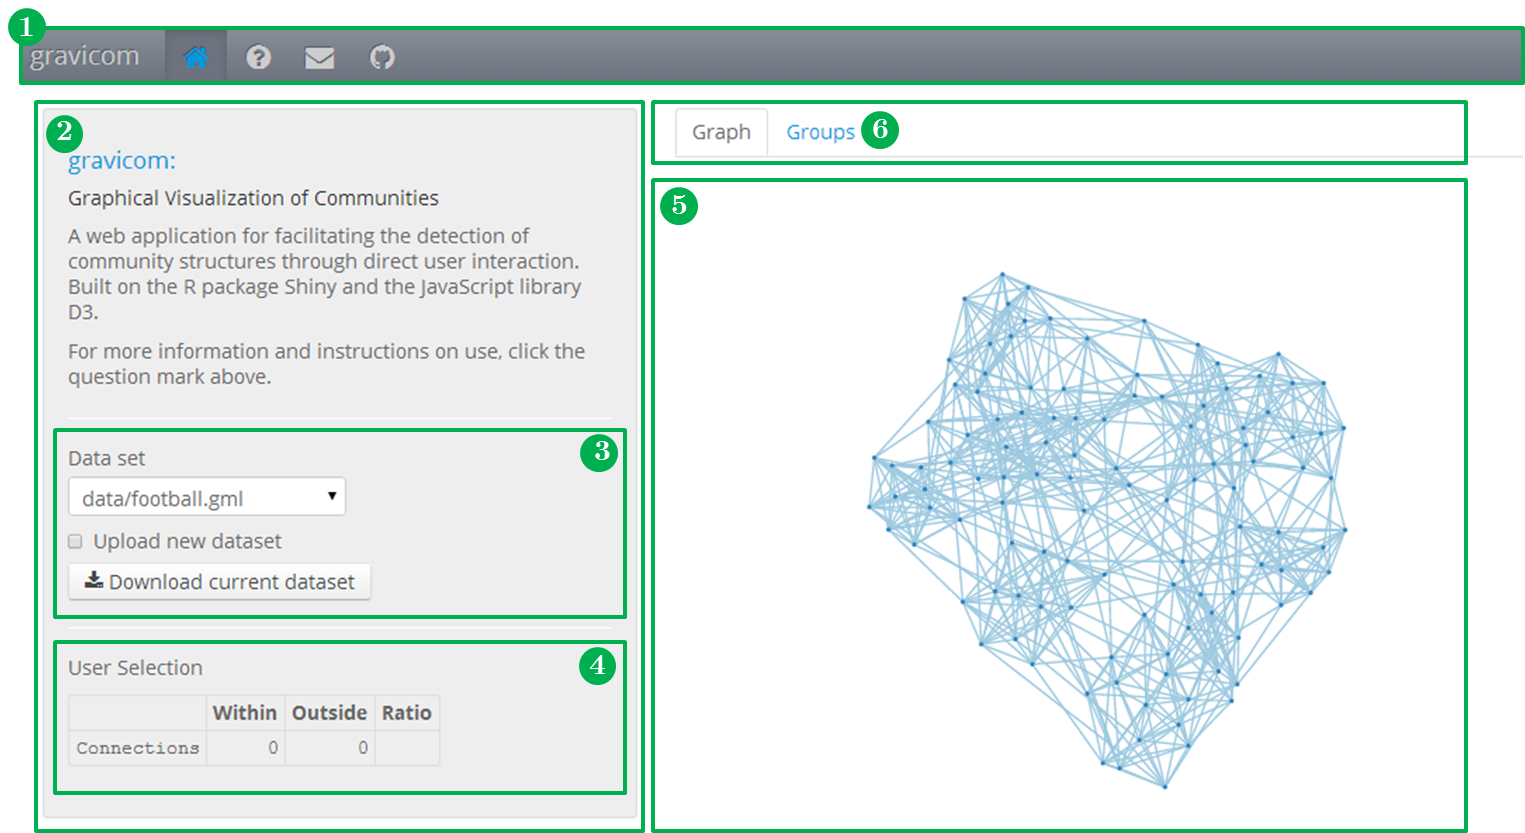 1
gravicom
2
gravicom:
Graphical Visualization of Communities
A web application for facilitating the detection of
community structures through direct user interaction.
Built on the R package Shiny and the JavaScript library
D3.
For more information and instructions on use, click the
question mark above.
3
Data set
data/football.gml
Upload new dataset
Download current dataset
4
User Selection
Within Outside Ratio
Connections 0 0
Graph Groups 6
5